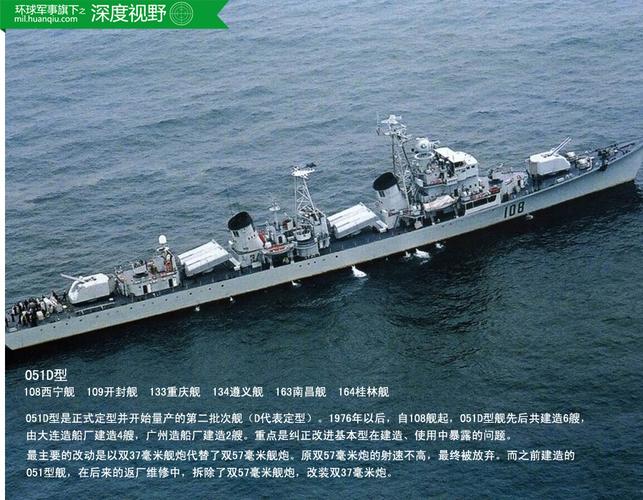 环球军事旗下之
mil.huanqiu.com
深度视野
108
051D型
108西宁舰 109开封舰 133重庆舰 134遵义舰 163南昌舰 164桂林舰
051D型是正式定型并开始量产的第二批次舰（D代表定型）。1976年以后，自108舰起，051D型舰先后共建造6艘，
由大连造船厂建造4艘，广州造船厂建造2艘。重点是纠正改进基本型在建造、使用中暴露的问题。
最主要的改动是以双37毫米舰炮代替了双57毫米舰炮。原双57毫米炮的射速不高，最终被放弃。而之前建造的
051型舰，在后来的返厂维修中，拆除了双57毫米舰炮，改装双37毫米炮。